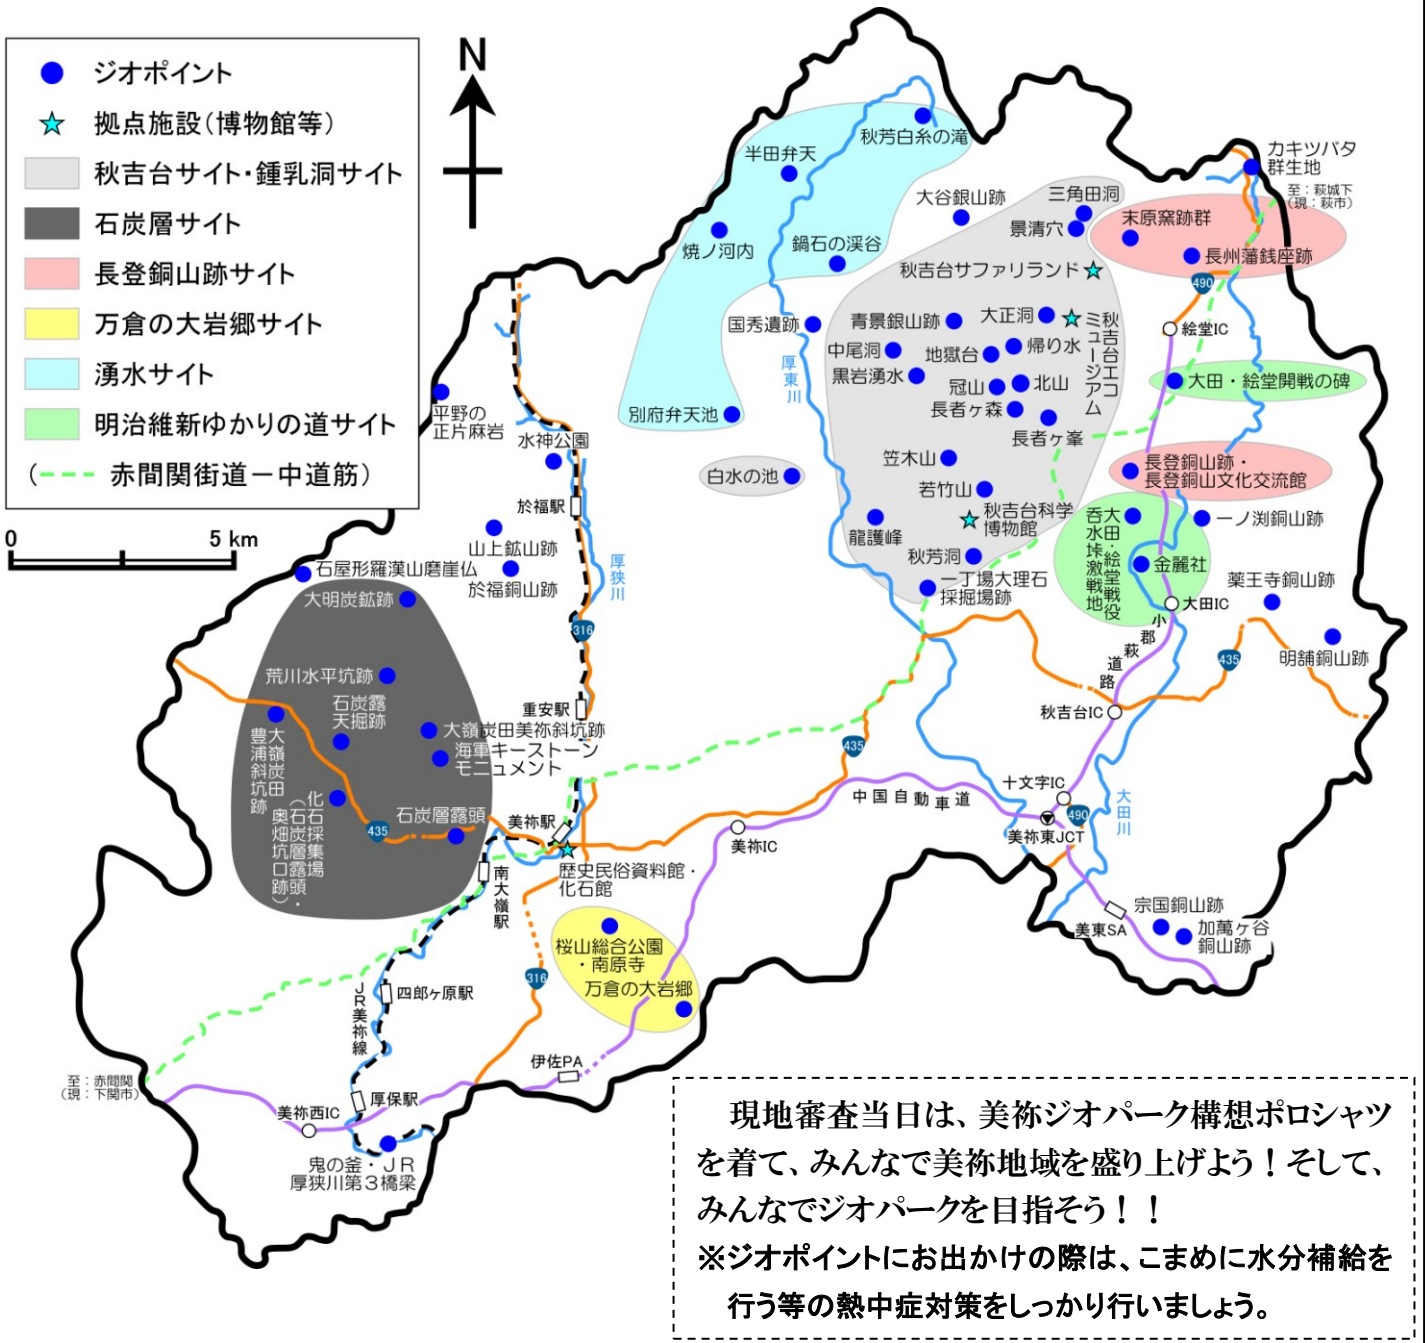 ジオポイント
拠点施設（博物館等）
秋吉台サイト・鍾乳洞サイト
石炭層サイト
長登銅山跡サイト
万倉の大岩郷サイト
湧水サイト
明治維新ゆかりの道サイト
（--- 赤間関街道－中道筋）
0
5 km
N
秋芳白糸の滝
半田弁天
焼ノ河内
鍋石の渓谷
別府弁天池
国秀遺跡
厚東川
白水の池
大谷銀山跡
三角田洞
景清穴
秋吉台サファリランド
青景銀山跡
大正洞
秋吉台エコ
ミュージアム
中尾洞
地獄台
帰り水
黒岩湧水
冠山
北山
長者ヶ森
長者ヶ峯
笠木山
若竹山
秋吉台科学
博物館
龍護峰
秋芳洞
一丁場大理石
採掘場跡
カキツバタ
群生地
至：萩城下
（現：萩市）
末原窯跡群
長州藩銭座跡
490
絵堂IC
大田・絵堂開戦の碑
長登銅山跡・
長登銅山文化交流館
大田・絵堂戦役
呑水垰激戦地
一ノ渕銅山跡
金麗社
大田IC
薬王寺銅山跡
明舗銅山跡
小郡萩道路
435
秋吉台IC
平野の
正片麻岩
水神公園
於福駅
山上鉱山跡
於福銅山跡
厚狭川
316
石屋形羅漢山磨崖仏
大明炭鉱跡
荒川水平坑跡
石炭露
天掘跡
重安駅
大嶺炭田美祢斜坑跡
海軍キーストーン
モニュメント
大嶺炭田
豊浦斜坑跡
化石採集場
（石炭層露頭・
奥畑坑口跡）
435
石炭層露頭
美祢駅
歴史民俗資料館・
化石館
南大嶺駅
435
中国自動車道
美祢IC
十文字IC
490
美祢東JCT
大田川
美東SA
宗国銅山跡
加萬ヶ谷
銅山跡
桜山総合公園
・南原寺
万倉の大岩郷
316
四郎ヶ原駅
JR美祢線
伊佐PA
至：赤間関
（現：下関市）
美祢西IC
厚保駅
鬼の釜・ＪＲ
厚狭川第３橋梁
現地審査当日は、美祢ジオパーク構想ポロシャツ
を着て、みんなで美祢地域を盛り上げよう！そして、
みんなでジオパークを目指そう！！
※ジオポイントにお出かけの際は、こまめに水分補給を
行う等の熱中症対策をしっかり行いましょう。